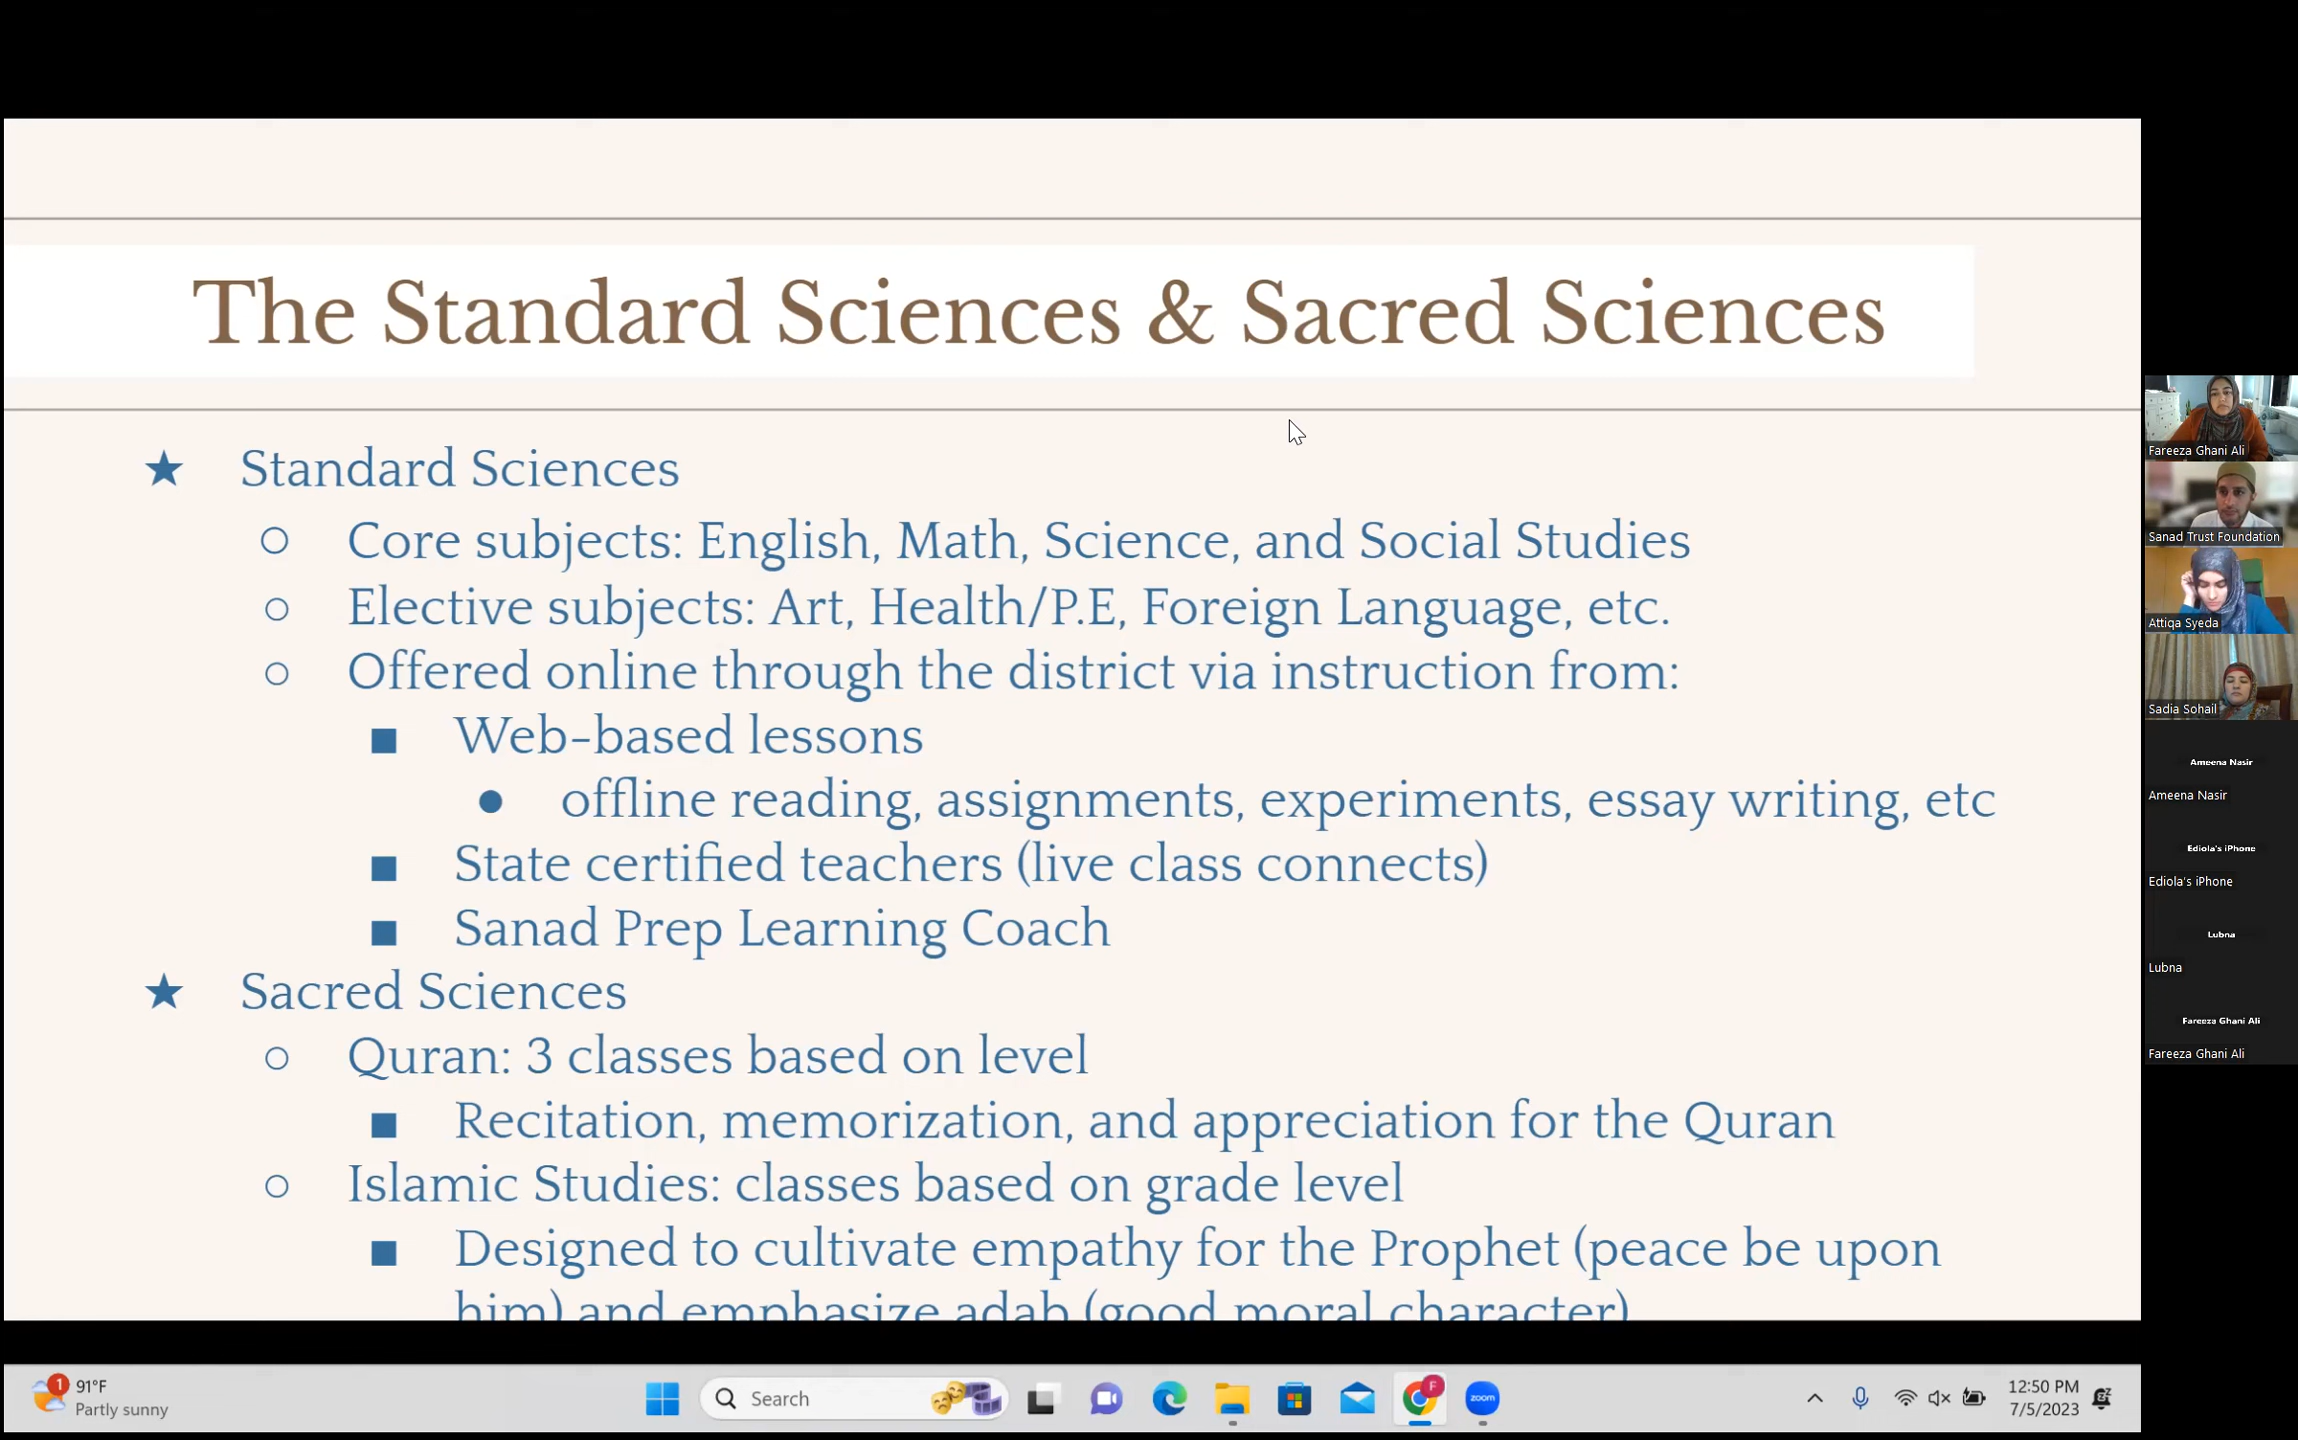 The Standard Sciences & Sacred Sciences
★ Standard Sciences
○ Core subjects: English, Math, Science, and Social Studies
○ Elective subjects: Art, Health/P.E, Foreign Language, etc.
○ Offered online through the district via instruction from:
■ Web-based lessons
● offline reading, assignments, experiments, essay writing, etc
■ State certified teachers (live class connects)
■ Sanad Prep Learning Coach
★ Sacred Sciences
○ Quran: 3 classes based on level
■ Recitation, memorization, and appreciation for the Quran
○ Islamic Studies: classes based on grade level
■ Designed to cultivate empathy for the Prophet (peace be upon
him) and emphasize adab (good moral character)
Fareeza Ghani Ali
Sanad Trust Foundation
Attiqa Syeda
Sadia Sohail
Ameena Nasir
Ameena Nasir
Ediola's iPhone
Ediola's iPhone
Lubna
Lubna
Fareeza Ghani Ali
Fareeza Ghani Ali
1
91°F
Partly sunny
Search
F
zoom
12:50 PM
7/5/2023